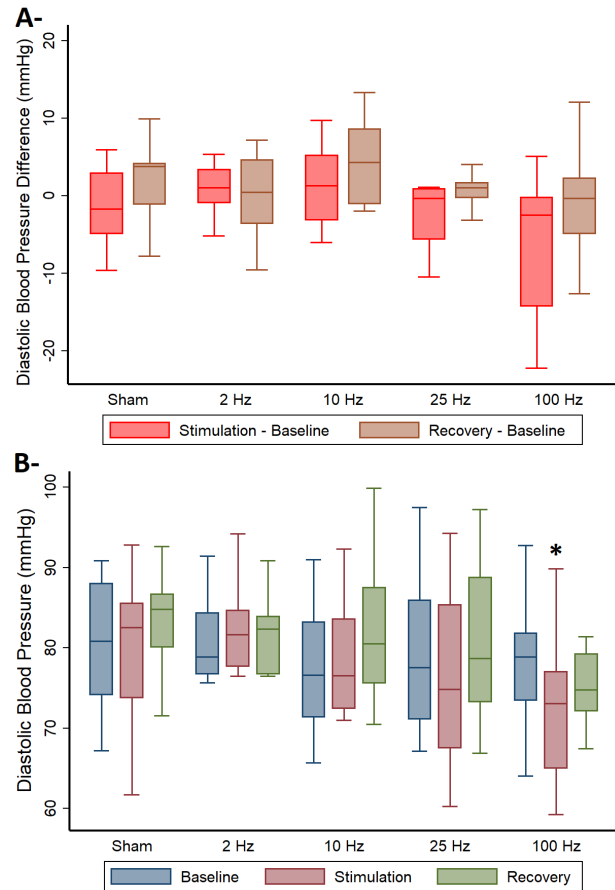 A-
Diastolic Blood Pressure Difference (mmHg)
20
10
0
-10
-20
Sham 2 Hz 10 Hz 25 Hz 100 Hz
Stimulation - Baseline Recovery - Baseline
B-
Diastolic Blood Pressure (mmHg)
100
90
80
70
60
*
Sham 2 Hz 10 Hz 25 Hz 100 Hz
Baseline Stimulation Recovery